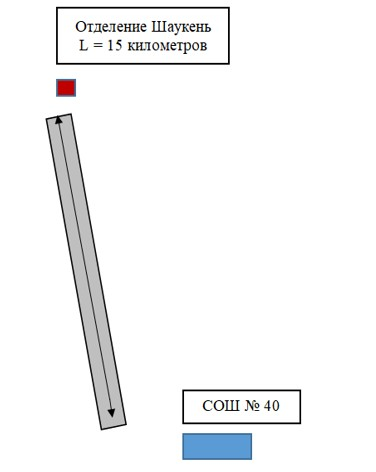 Отделение Шаукень
L = 15 километров
СОШ № 40